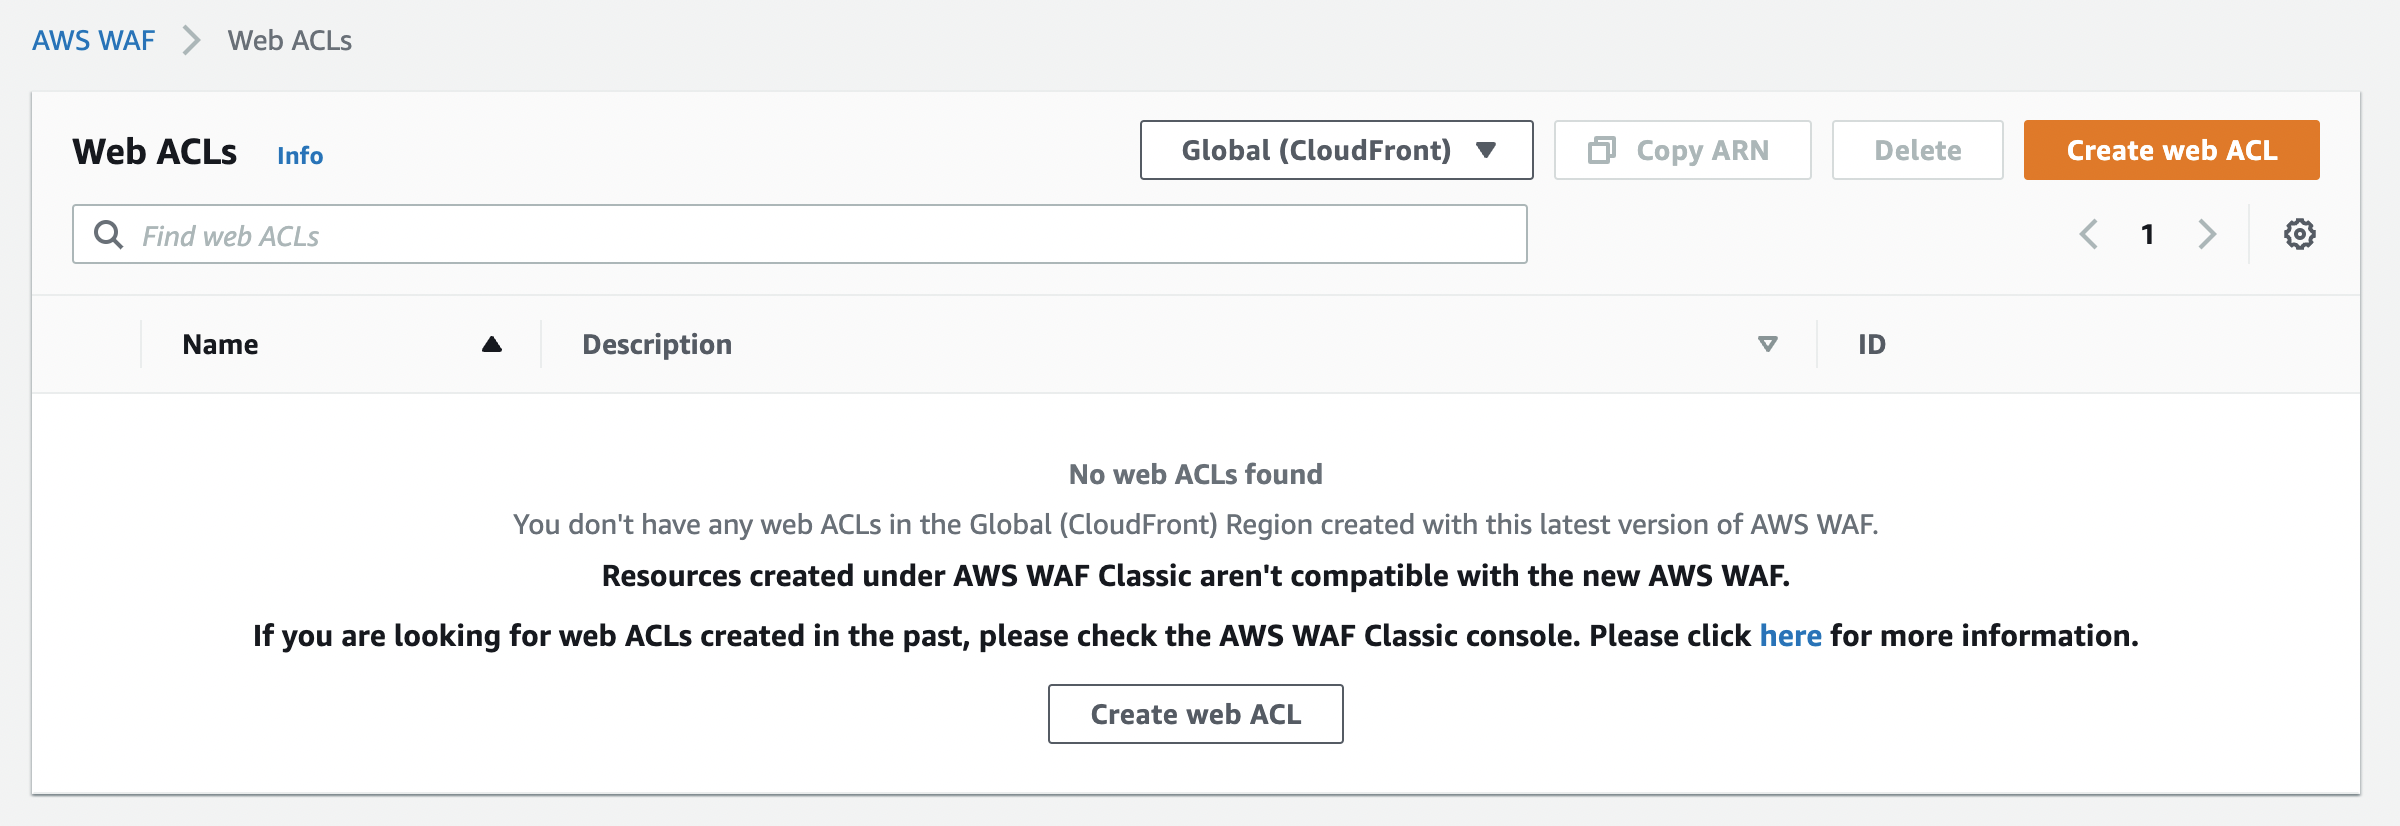 AWS WAF > Web ACLs
Web ACLs Info Global (CloudFront) Copy ARN Delete Create web ACL
Find web ACLs 1
Name Description ID
No web ACLs found
You don't have any web ACLs in the Global (CloudFront) Region created with this latest version of AWS WAF.
Resources created under AWS WAF Classic aren't compatible with the new AWS WAF.
If you are looking for web ACLs created in the past, please check the AWS WAF Classic console. Please click here for more information.
Create web ACL